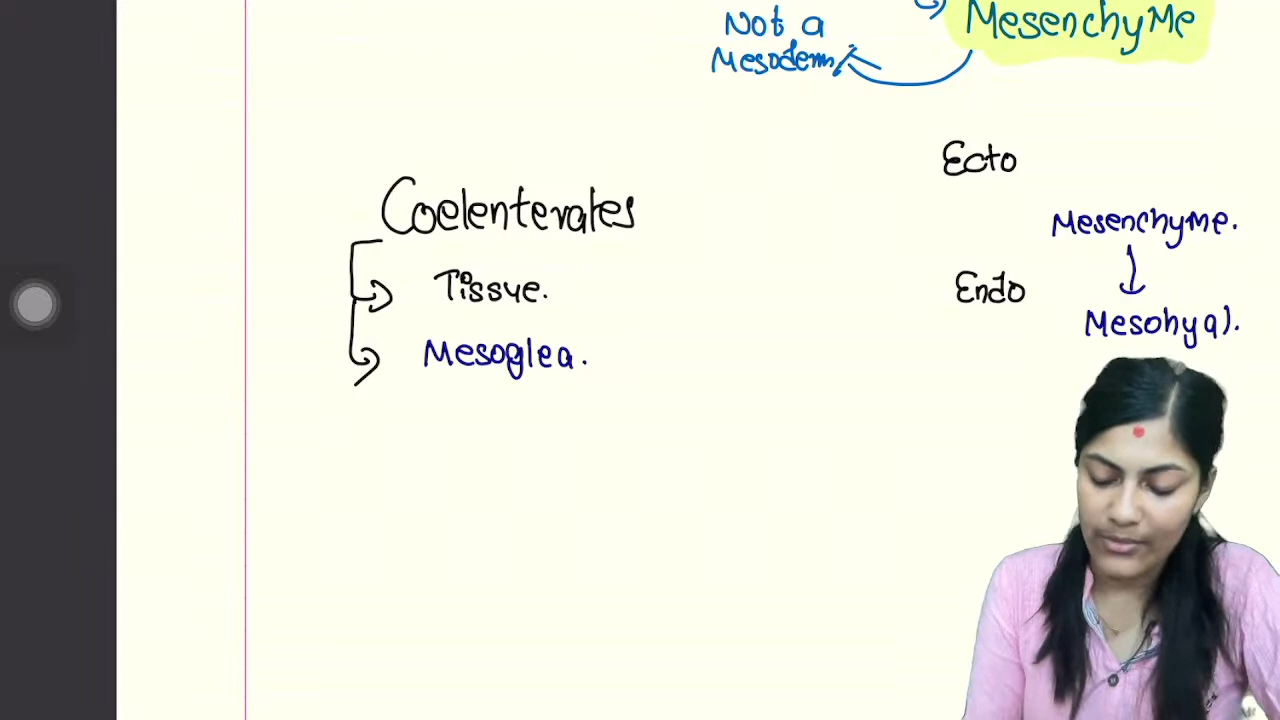 Not a
Mesoderm
MesenchyMe
Ecto
Coelenterates
Mesenchyme.
Tissue.
Endo
Mesohyal.
Mesoglea.